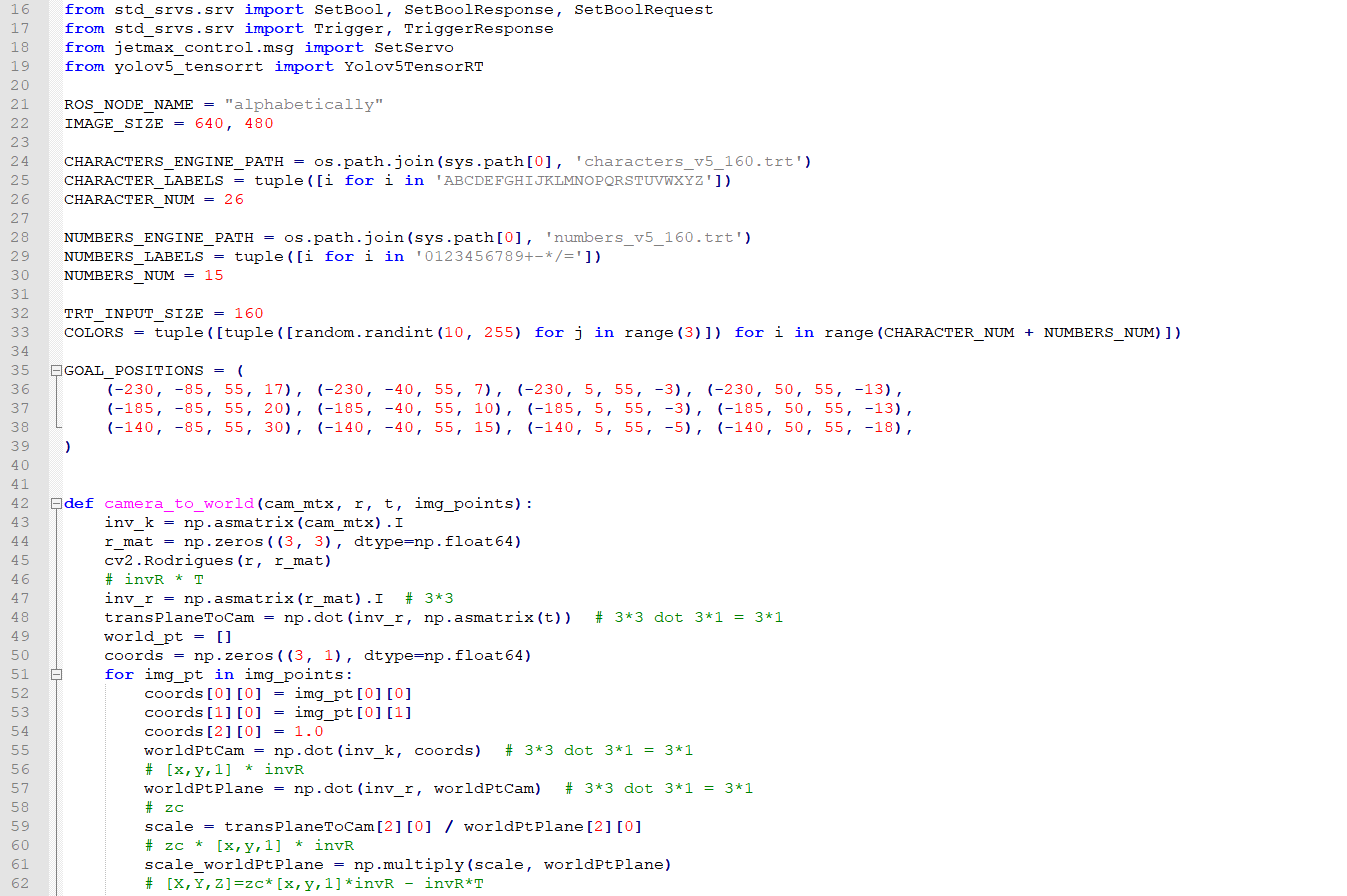 16 from std_srvs.srv import SetBool, SetBoolResponse, SetBoolRequest
17 from std_srvs.srv import Trigger, TriggerResponse
18 from jetmax_control.msg import SetServo
19 from yolov5_tensorrt import Yolov5TensorRT
20
21 ROS_NODE_NAME = "alphabetically"
22 IMAGE_SIZE = 640, 480
23
24 CHARACTERS_ENGINE_PATH = os.path.join(sys.path[0], 'characters_v5_160.trt')
25 CHARACTER_LABELS = tuple([i for i in 'ABCDEFGHIJKLMNOPQRSTUVWXYZ'])
26 CHARACTER_NUM = 26
27
28 NUMBERS_ENGINE_PATH = os.path.join(sys.path[0], 'numbers_v5_160.trt')
29 NUMBERS_LABELS = tuple([i for i in '0123456789+-*/='])
30 NUMBERS_NUM = 15
31
32 TRT_INPUT_SIZE = 160
33 COLORS = tuple([tuple([random.randint(10, 255) for j in range(3)]) for i in range(CHARACTER_NUM + NUMBERS_NUM)])
34
35 GOAL_POSITIONS = (
36     (-230, -85, 55, 17), (-230, -40, 55, 7), (-230, 5, 55, -3), (-230, 50, 55, -13),
37     (-185, -85, 55, 20), (-185, -40, 55, 10), (-185, 5, 55, -3), (-185, 50, 55, -13),
38     (-140, -85, 55, 30), (-140, -40, 55, 15), (-140, 5, 55, -5), (-140, 50, 55, -18),
39 )
40
41
42 def camera_to_world(cam_mtx, r, t, img_points):
43     inv_k = np.asmatrix(cam_mtx).I
44     r_mat = np.zeros((3, 3), dtype=np.float64)
45     cv2.Rodrigues(r, r_mat)
46     # invR * T
47     inv_r = np.asmatrix(r_mat).I  # 3*3
48     transPlaneToCam = np.dot(inv_r, np.asmatrix(t))  # 3*3 dot 3*1 = 3*1
49     world_pt = []
50     coords = np.zeros((3, 1), dtype=np.float64)
51     for img_pt in img_points:
52         coords[0][0] = img_pt[0][0]
53         coords[1][0] = img_pt[0][1]
54         coords[2][0] = 1.0
55         worldPtCam = np.dot(inv_k, coords)  # 3*3 dot 3*1 = 3*1
56         # [x,y,1] * invR
57         worldPtPlane = np.dot(inv_r, worldPtCam)  # 3*3 dot 3*1 = 3*1
58         # zc
59         scale = transPlaneToCam[2][0] / worldPtPlane[2][0]
60         # zc * [x,y,1] * invR
61         scale_worldPtPlane = np.multiply(scale, worldPtPlane)
62         # [X,Y,Z]=zc*[x,y,1]*invR - invR*T